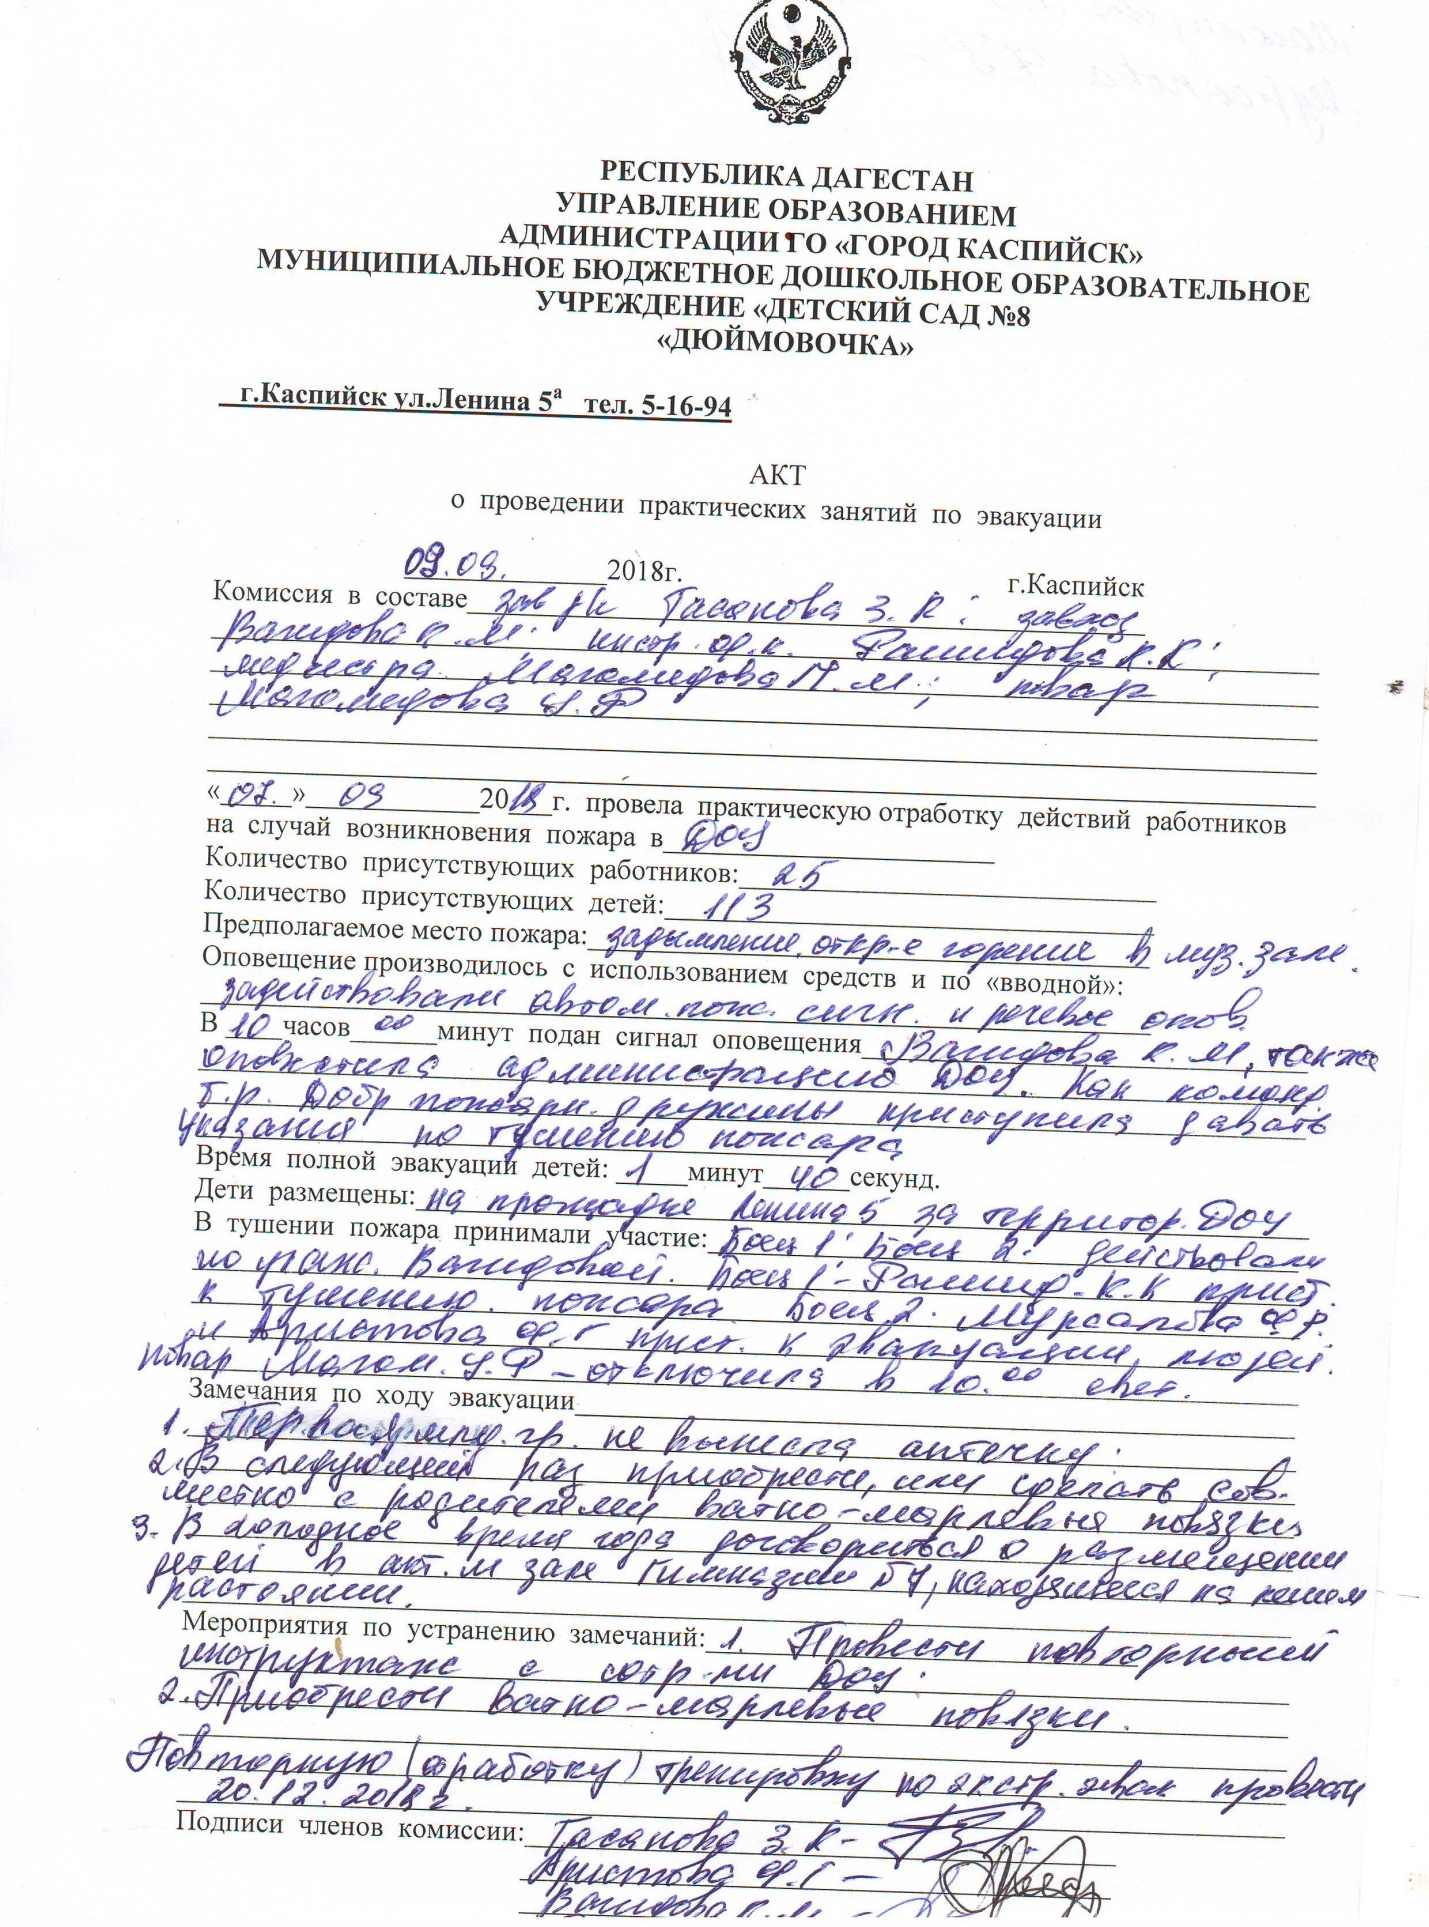 РЕСПУБЛИКА ДАГЕСТАН
УПРАВЛЕНИЕ ОБРАЗОВАНИЕМ
АДМИНИСТРАЦИИ ГО «ГОРОД КАСПИЙСК»
МУНИЦИПИАЛЬНОЕ БЮДЖЕТНОЕ ДОШКОЛЬНОЕ ОБРАЗОВАТЕЛЬНОЕ
УЧРЕЖДЕНИЕ «ДЕТСКИЙ САД №8
«ДЮЙМОВОЧКА»
г.Каспийск ул.Ленина 5а тел. 5-16-94
АКТ
о проведении практических занятий по эвакуации
09.09. 2018г. г.Каспийск
Комиссия в составе зав Гасанова З.К: завхоз
Вагидова К.М. инстр. ф.к. Рашидова К.К;
медсестра Магомедова П.М; повар
Магомедова У.Р
«07.» 09 2018г. провела практическую отработку действий работников
на случай возникновения пожара в ДОУ
Количество присутствующих работников: 25
Количество присутствующих детей: 113
Предполагаемое место пожара: задымление, откр-е горение в муз.зале.
Оповещение производилось с использованием средств и по «вводной»:
задействовали автом. пож. сигн. и речевое опов.
В 10 часов 00 минут подан сигнал оповещения Вагидова К.М, также
оповестила администрацию ДОУ. Как команд.
б.р. Добр пожарн. дружины приступила давать
указания по тушению пожара
Время полной эвакуации детей: 1 минут 40 секунд.
Дети размещены: на площадке Ленина 5 за территор. ДОУ
В тушении пожара принимали участие: Боец 1: Боец 2: действовали
по указ. Вагидовой. Боец 1 - Рашид. К.К прист.
к тушению пожара Боец 2. Мурсалова Ф.Р.
и Аристова Ф.Г прист. к эвакуации людей.
повар Магом. У.Р - отключила в 10.00 свет.
Замечания по ходу эвакуации
1. гр. не вынесла аптечку.
2. В следующий раз приобрести, или сделать сов-
местно с родителями ватно-марлевые повязки
3. В холодное время года договориться о размещении
детей в акт.м зале Гимназии №7, находящиеся на нашем
растоянии.
Мероприятия по устранению замечаний: 1. Провести повторный
инструктаж с сотр-ми ДОУ.
2. Приобрести ватно-марлевые повязки.
Повторную (отработку) тренировку по экстр. эвак провести
20.12.2018г.
Подписи членов комиссии: Гасанова З.К -
Аристова Ф.Г -
Вагидова К.М -